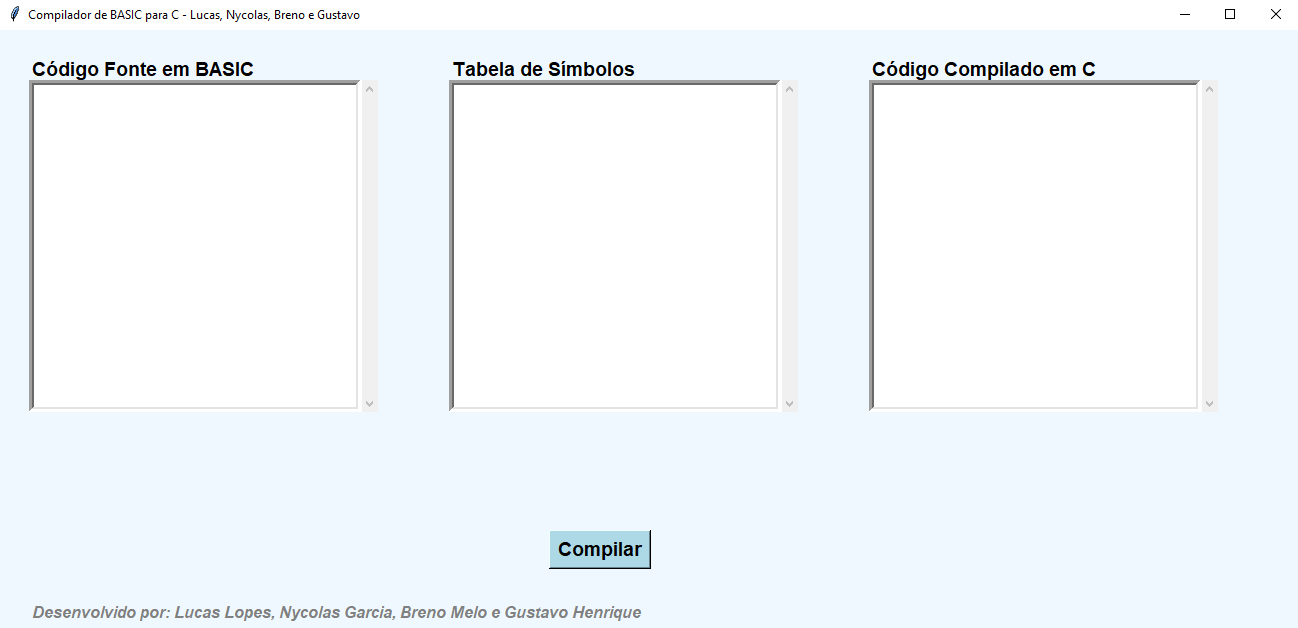 Compilador de BASIC para C - Lucas, Nycolas, Breno e Gustavo
Código Fonte em BASIC
Tabela de Símbolos
Código Compilado em C
Compilar
Desenvolvido por: Lucas Lopes, Nycolas Garcia, Breno Melo e Gustavo Henrique